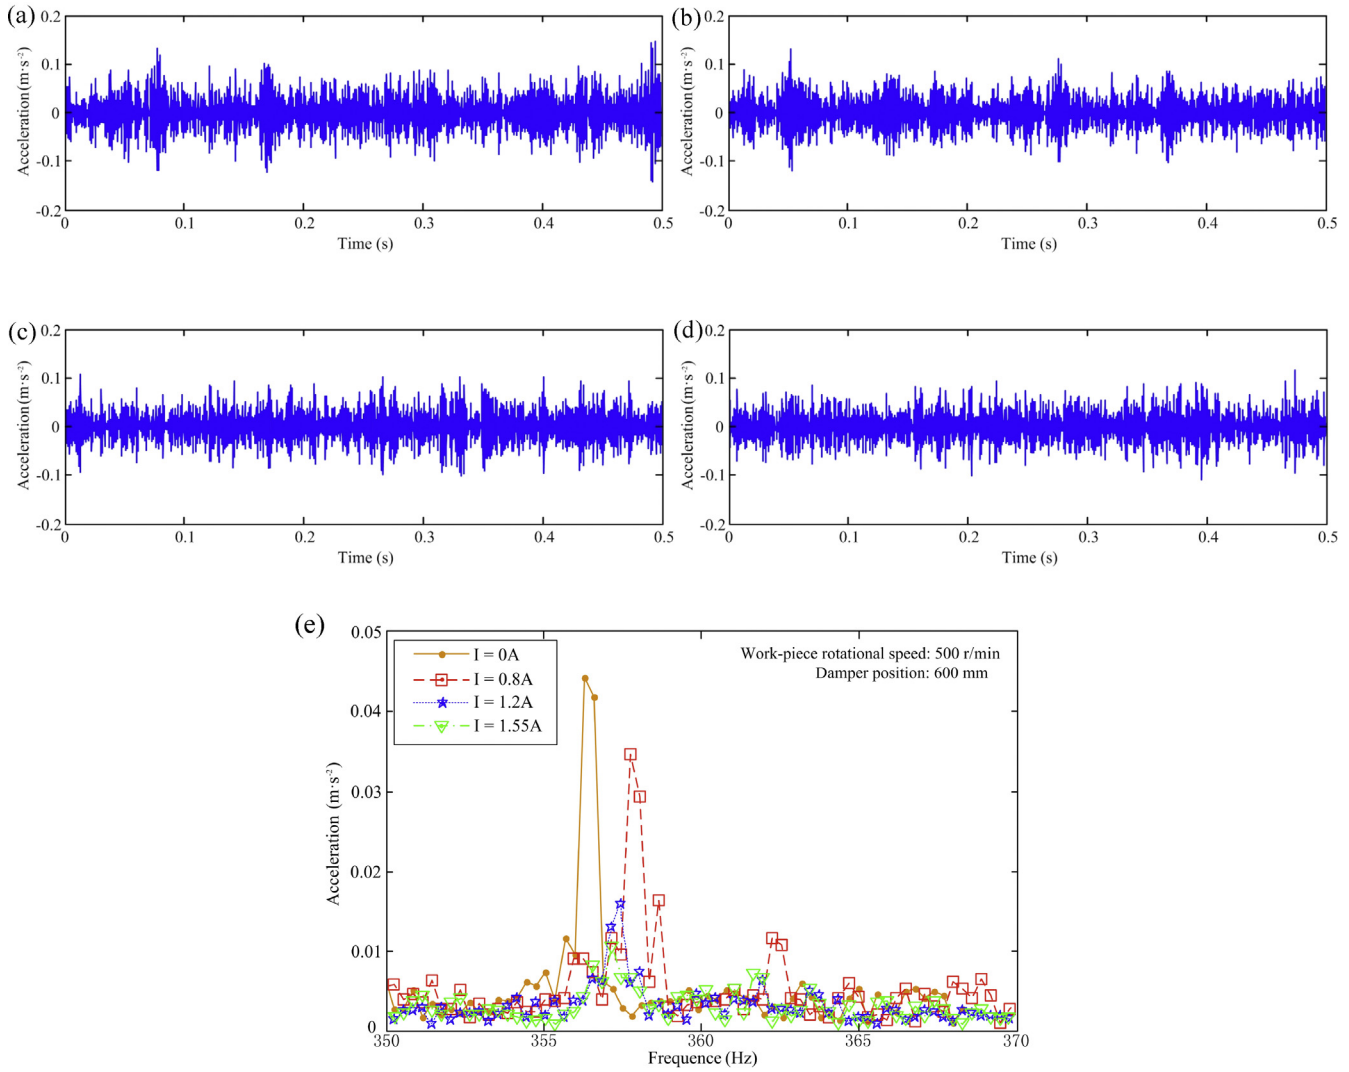 (a)
0.2
0.1
0
-0.1
-0.2
Acceleration(m·s-2)
0
0.1
0.2
0.3
0.4
0.5
Time (s)
(b)
0.2
0.1
0
-0.1
-0.2
Acceleration(m·s-2)
0
0.1
0.2
0.3
0.4
0.5
Time (s)
(c)
0.2
0.1
0
-0.1
-0.2
Acceleration(m·s-2)
0
0.1
0.2
0.3
0.4
0.5
Time (s)
(d)
0.2
0.1
0
-0.1
-0.2
Acceleration(m·s-2)
0
0.1
0.2
0.3
0.4
0.5
Time (s)
(e)
0.05
0.04
0.03
0.02
0.01
0
Acceleration (m·s-2)
I = 0A
I = 0.8A
I = 1.2A
I = 1.55A
Work-piece rotational speed: 500 r/min
Damper position: 600 mm
350
355
360
365
370
Frequence (Hz)